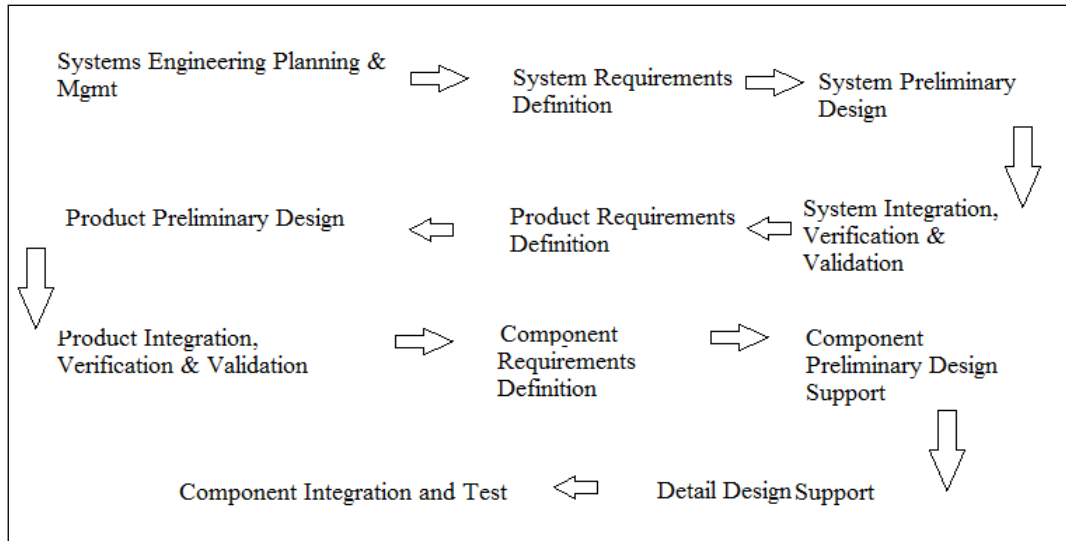 Systems Engineering Planning &
Mgmt
System Requirements
Definition
System Preliminary
Design
System Integration,
Verification &
Validation
Product Requirements
Definition
Product Preliminary Design
Product Integration,
Verification & Validation
Component
Requirements
Definition
Component
Preliminary Design
Support
Detail Design Support
Component Integration and Test